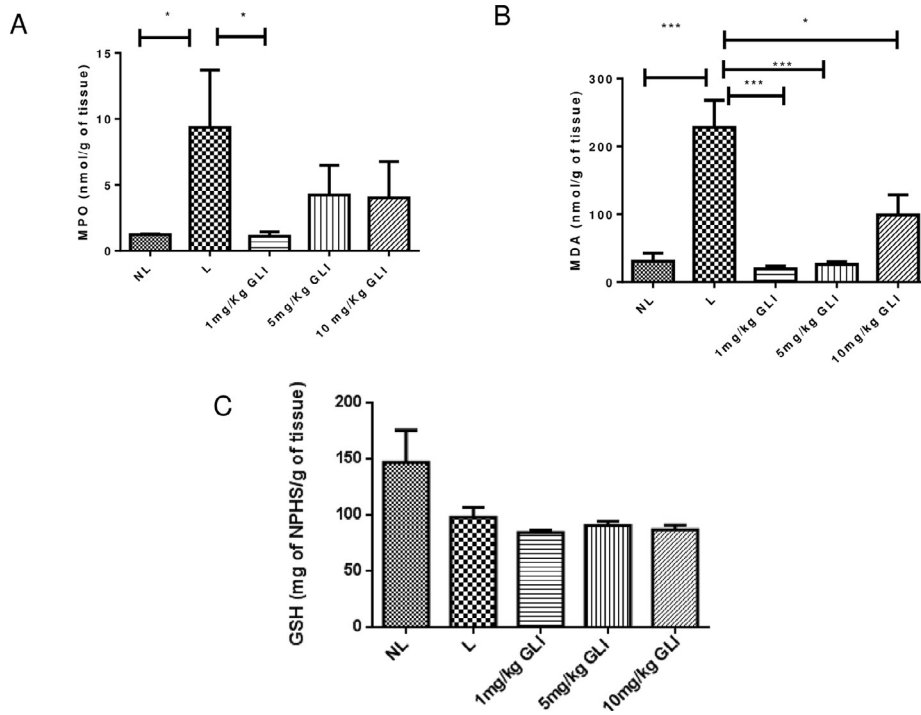 A
*
*
MPO (nmol/g of tissue)
15
10
5
0
NL
L
1mg/Kg GLI
5mg/Kg GLI
10 mg/Kg GLI
B
***
*
***
***
MDA (nmol/g of tissue)
300
200
100
0
NL
L
1mg/kg GLI
5mg/kg GLI
10mg/kg GLI
C
GSH (mg of NPHS/g of tissue)
200
150
100
50
0
NL
L
1mg/kg GLI
5mg/kg GLI
10mg/kg GLI